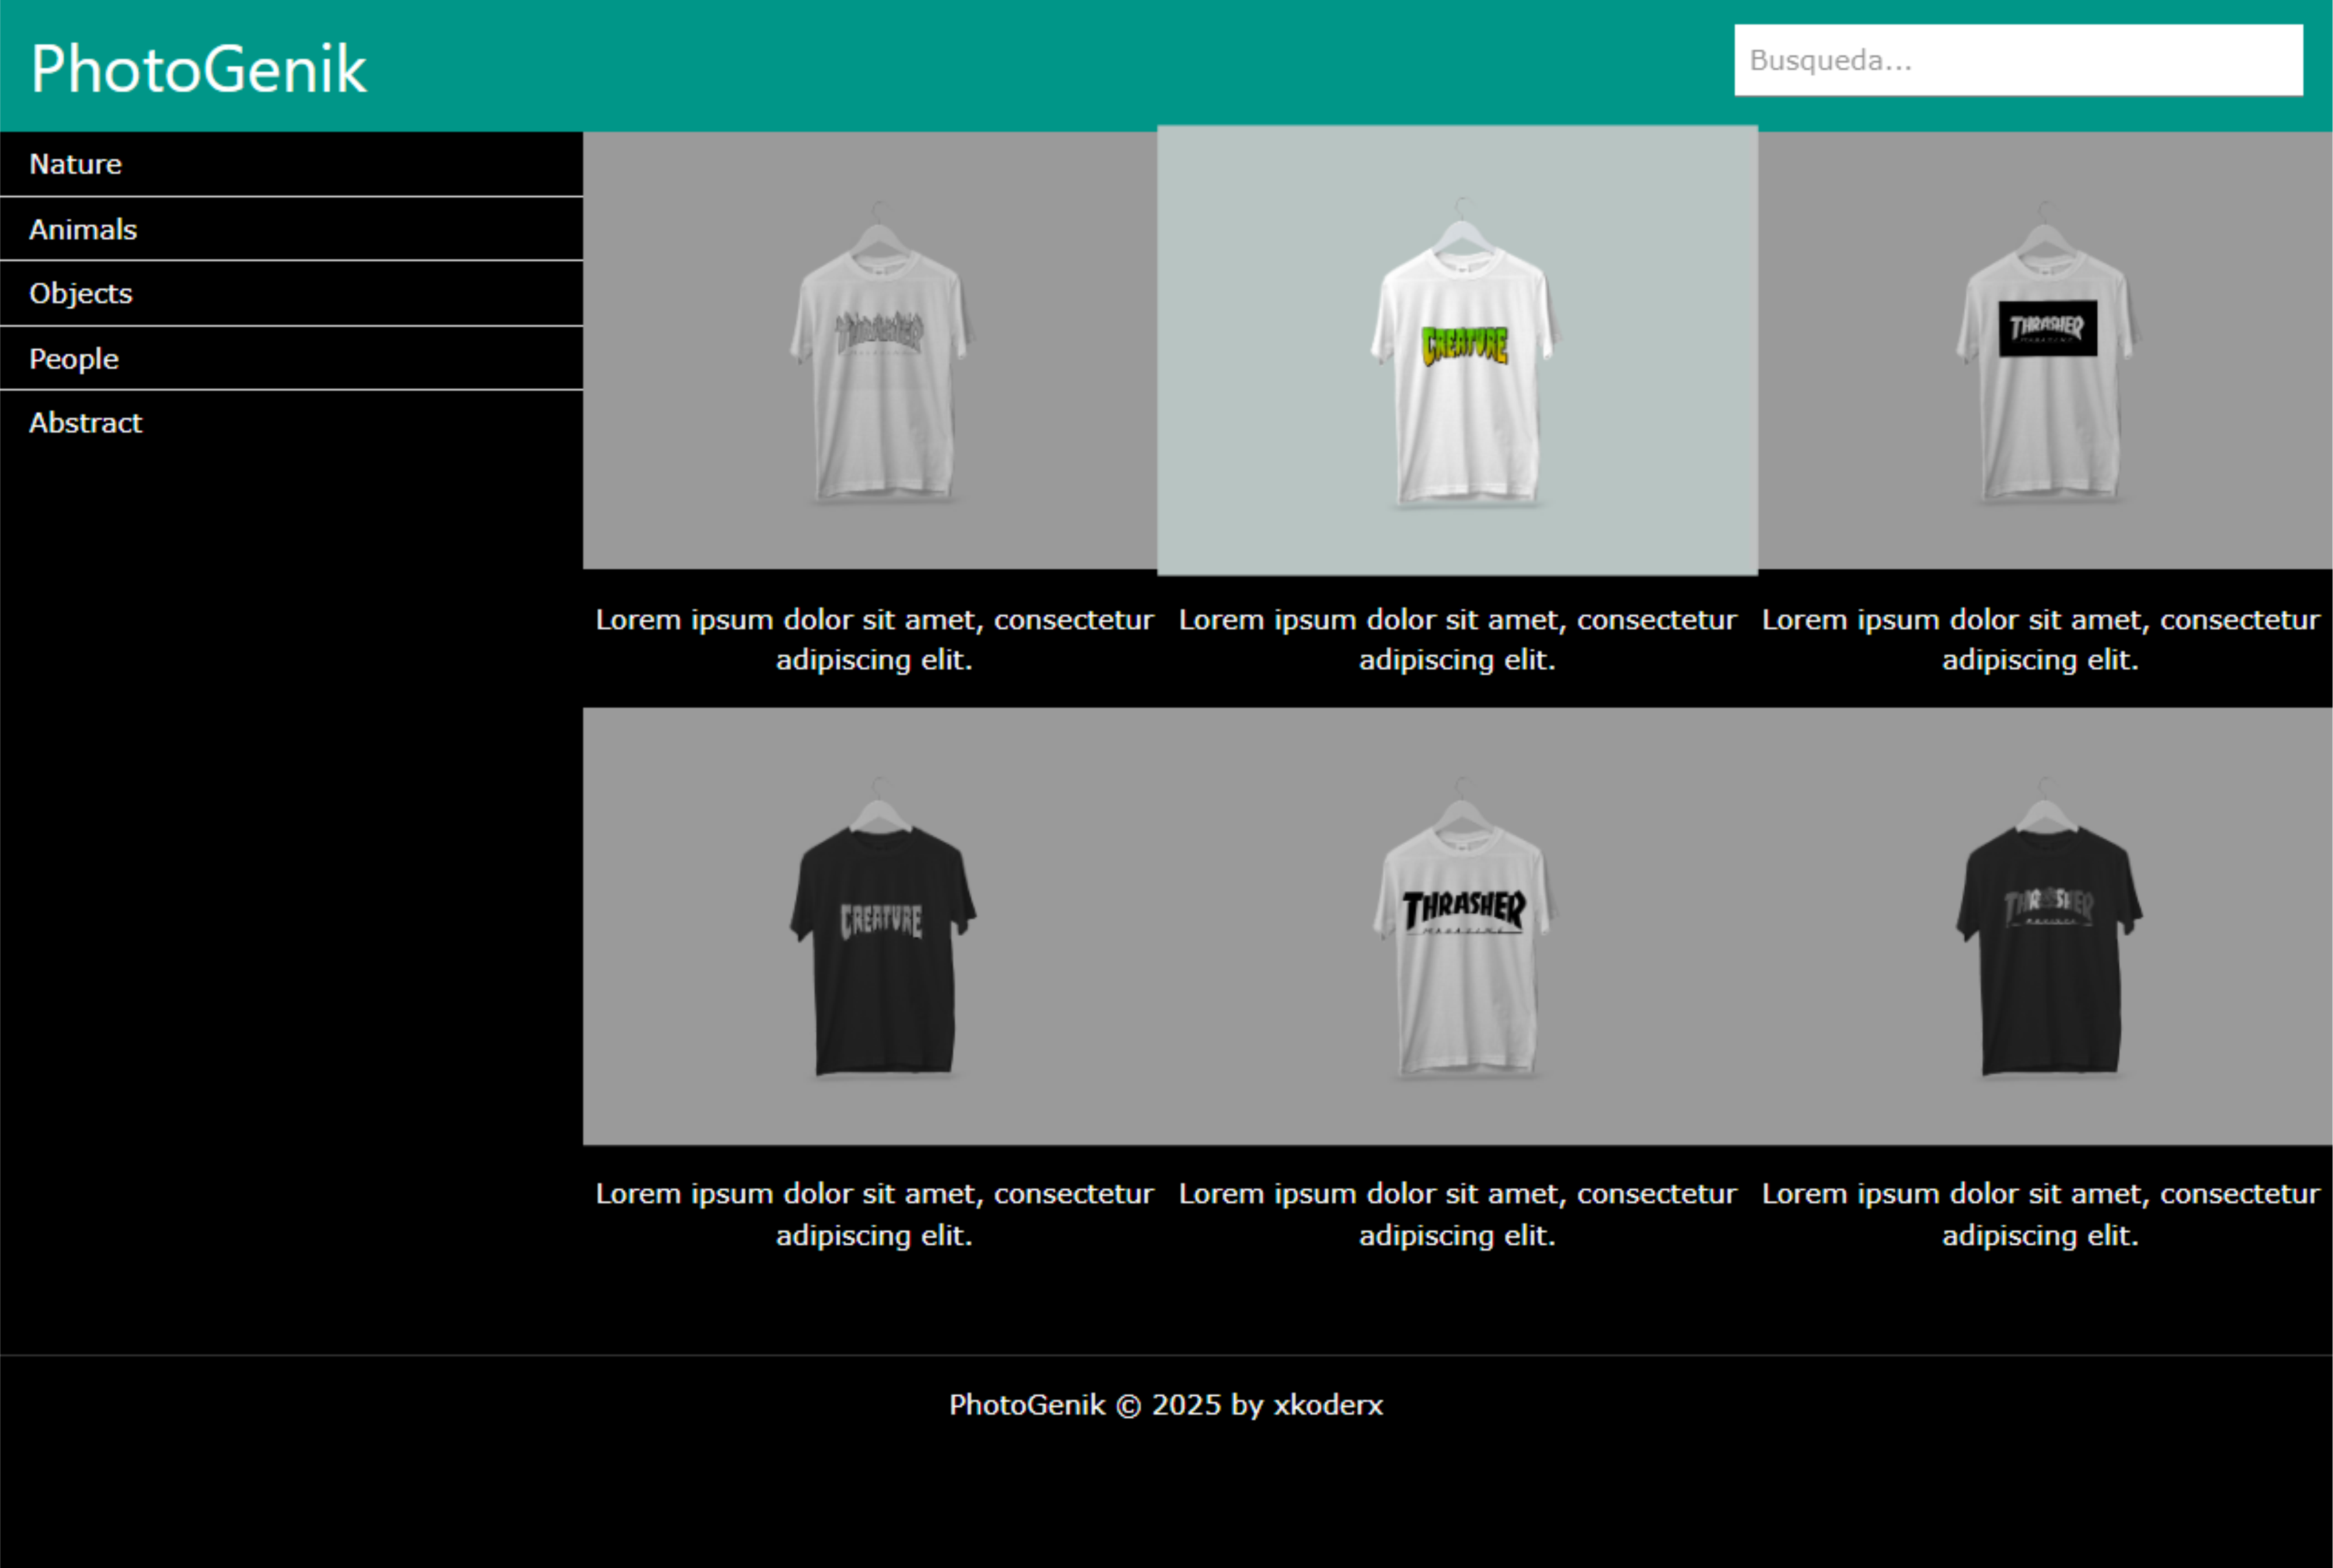 PhotoGenik
Busqueda...
Nature
Animals
Objects
People
Abstract
THRASHER
CREATURE
THRASHER
MAGAZINE
Lorem ipsum dolor sit amet, consectetur
adipiscing elit.
Lorem ipsum dolor sit amet, consectetur
adipiscing elit.
Lorem ipsum dolor sit amet, consectetur
adipiscing elit.
CREATURE
THRASHER
MAGAZINE
THRASHER
Lorem ipsum dolor sit amet, consectetur
adipiscing elit.
Lorem ipsum dolor sit amet, consectetur
adipiscing elit.
Lorem ipsum dolor sit amet, consectetur
adipiscing elit.
PhotoGenik © 2025 by xkoderx